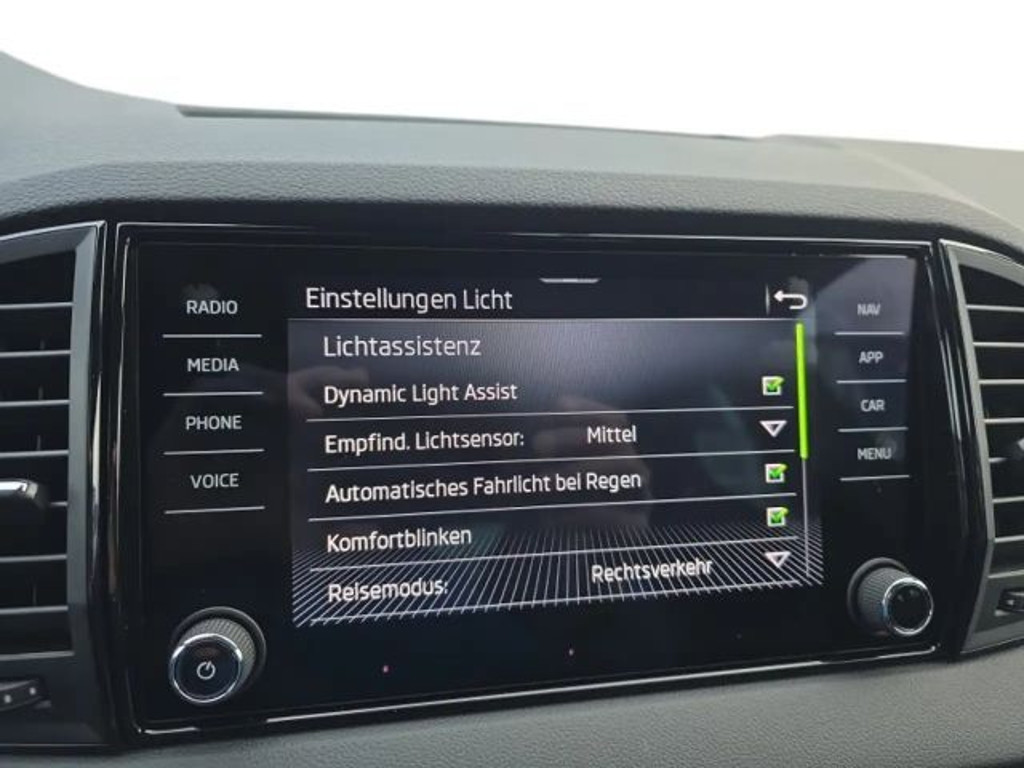 RADIO
MEDIA
PHONE
VOICE
Einstellungen Licht
Lichtassistenz
Dynamic Light Assist
Empfind. Lichtsensor: Mittel
Automatisches Fahrlicht bei Regen
Komfortblinken
Reisemodus: Rechtsverkehr
NAV
APP
CAR
MENU